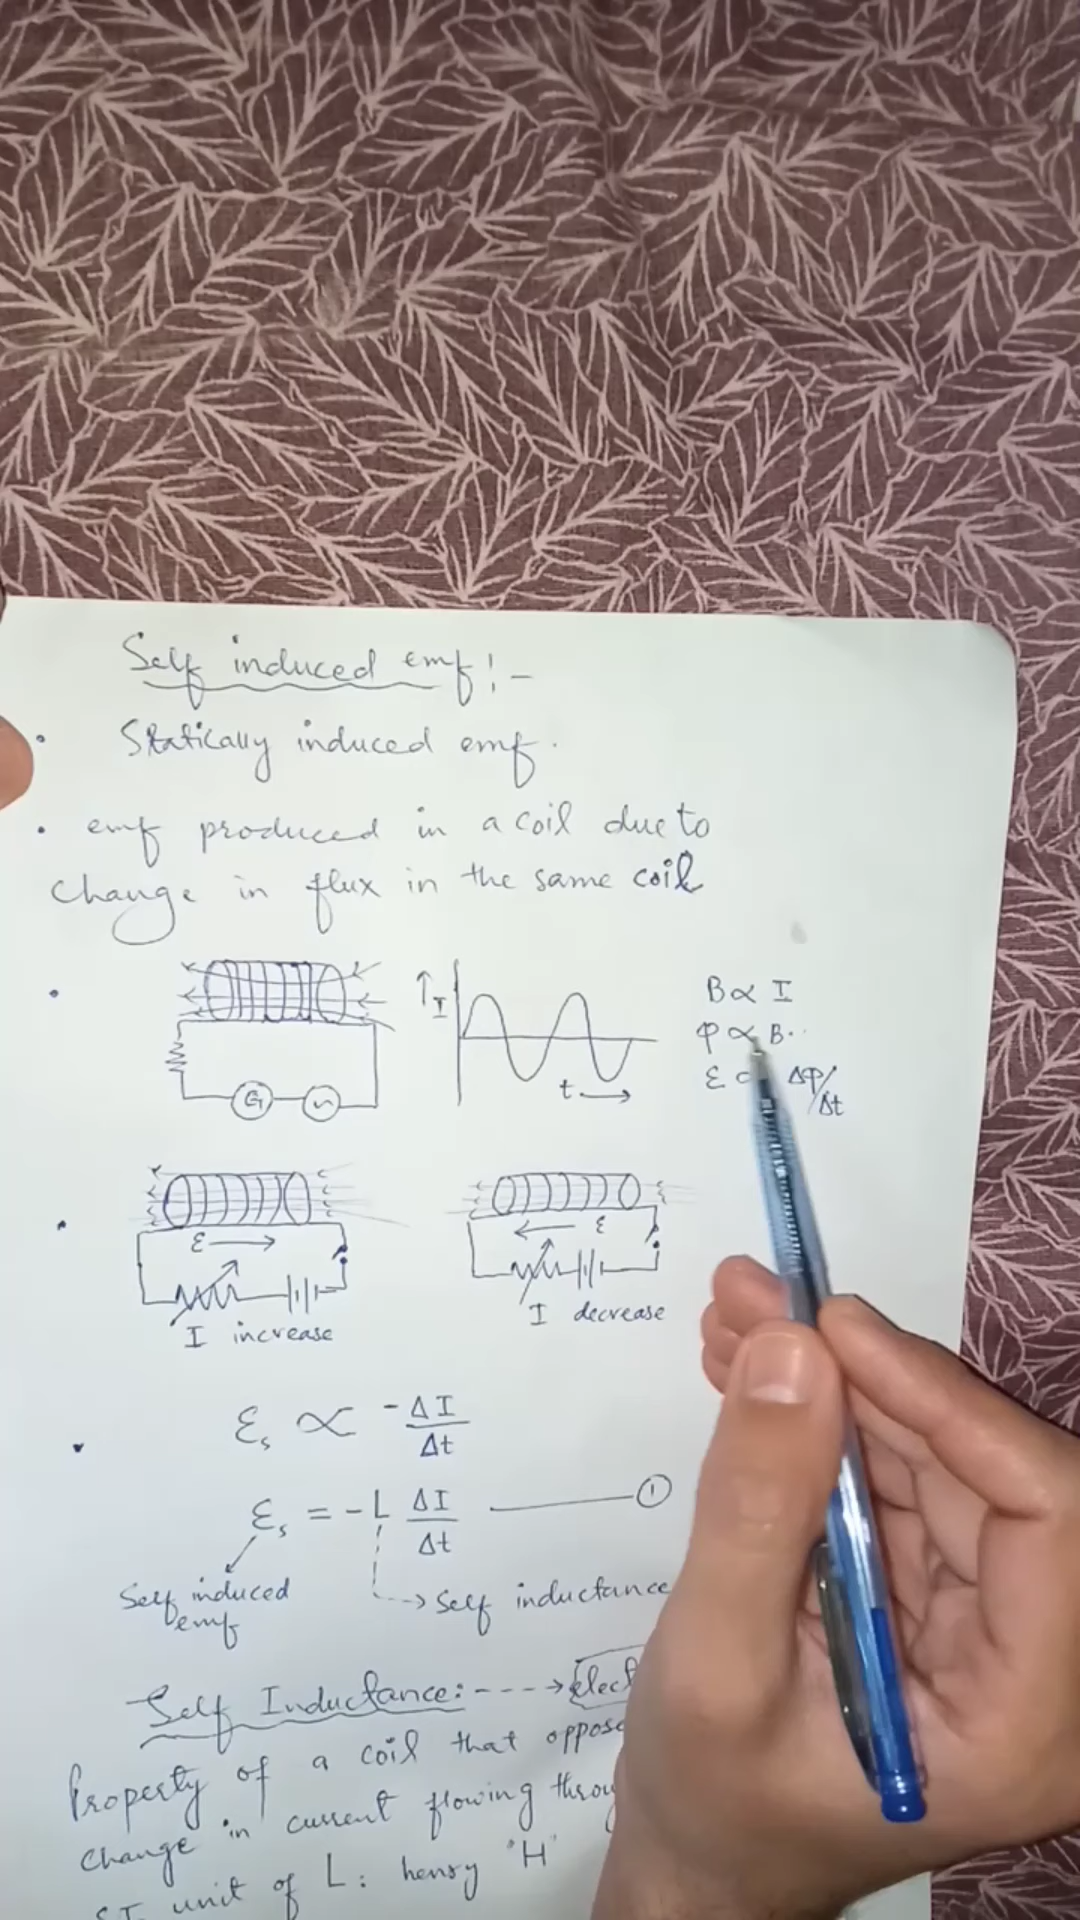 Self induced emf:-
• Statically induced emf.
• emf produced in a coil due to
change in flux in the same coil
↑I
t →
G
B ∝ I
φ ∝ B
ε ∝ Δφ/Δt
ε →
I increase
← ε
I decrease
εs ∝ -ΔI/Δt
εs = -L ΔI/Δt ——— ①
Self induced
emf
---> Self inductance
Self Inductance: ----→
Property of a coil that
change in current flowing
SI unit of L: henry "H"